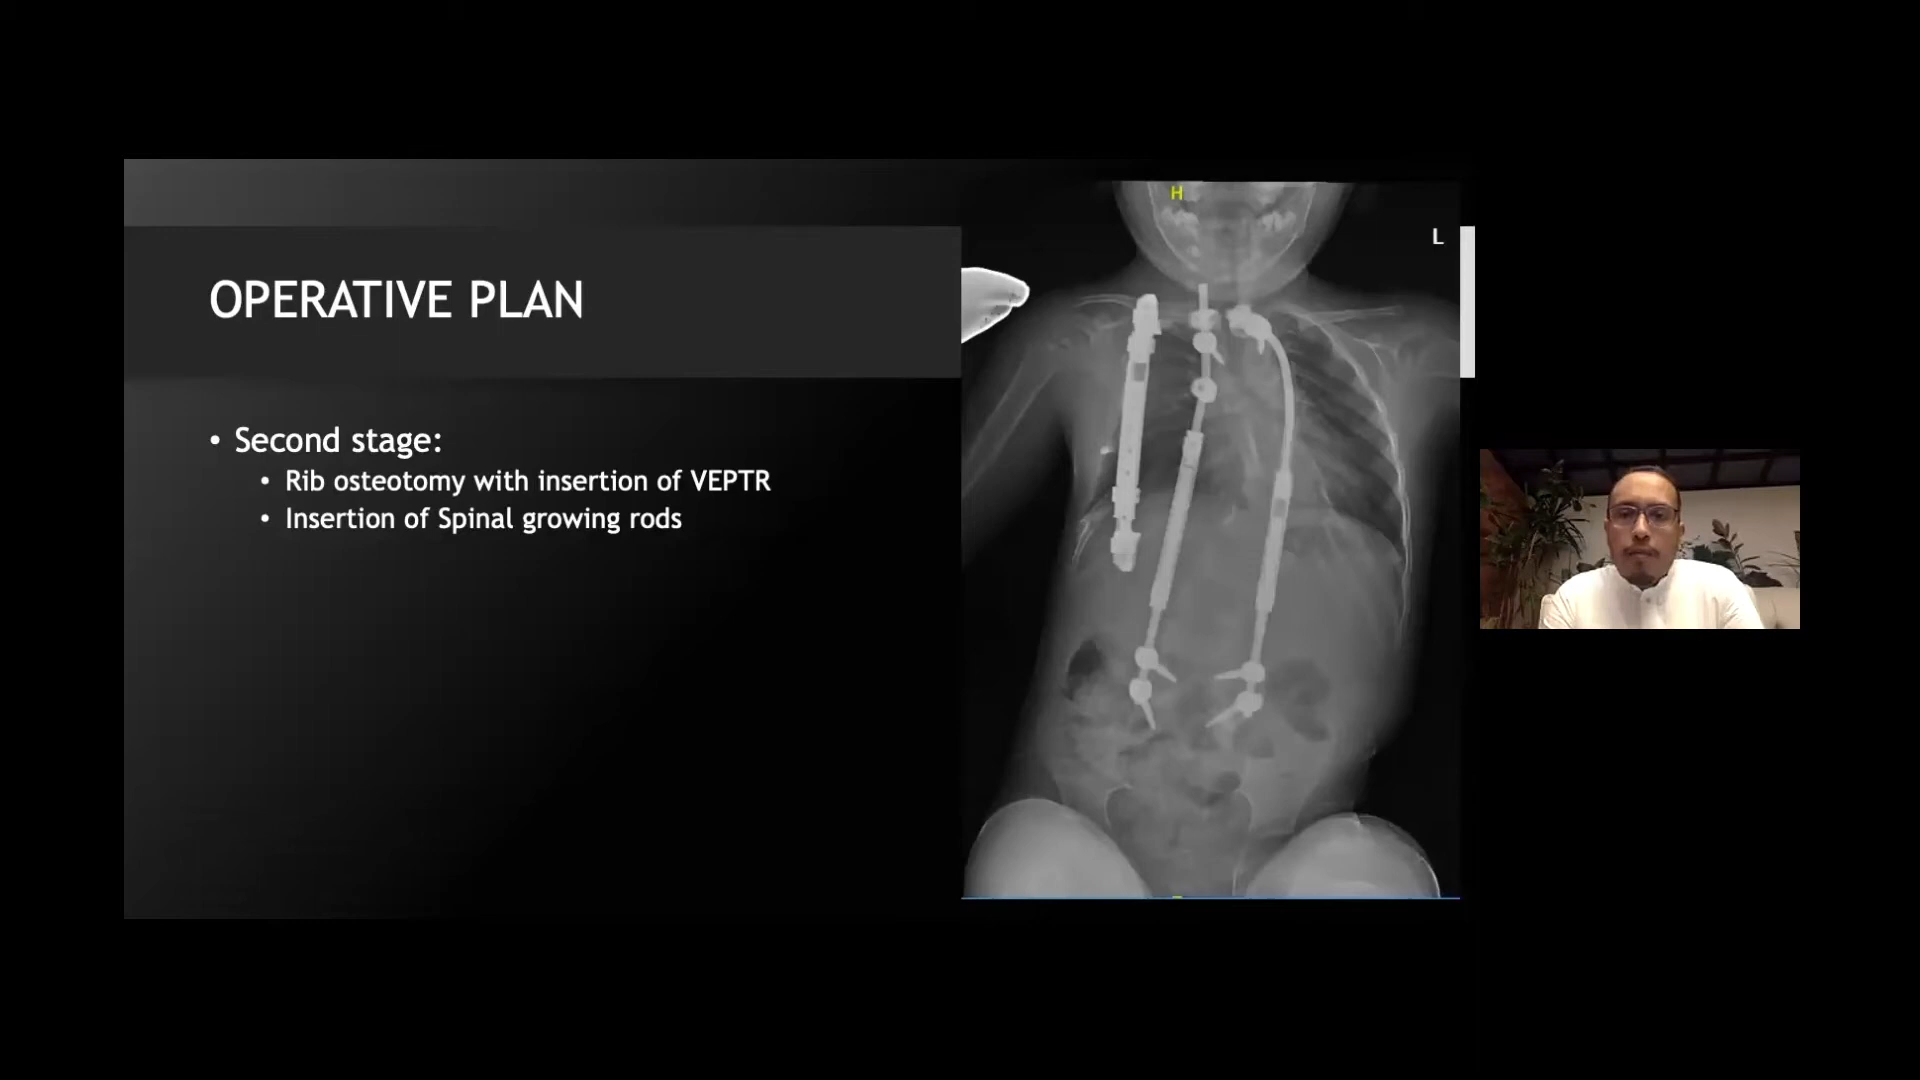 OPERATIVE PLAN
• Second stage:
• Rib osteotomy with insertion of VEPTR
• Insertion of Spinal growing rods
H
L